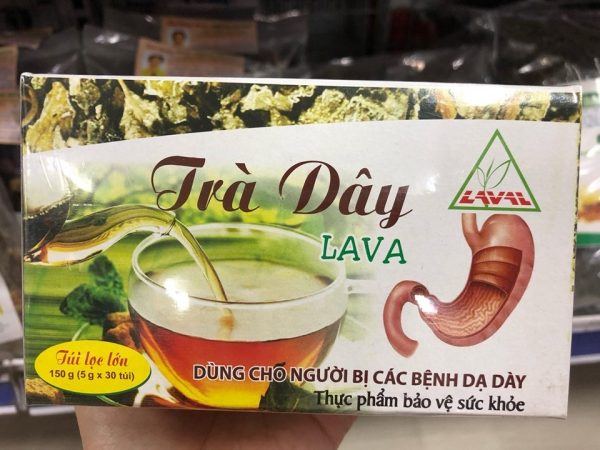 Trà Dây
LAVA
LAVAL
Túi lọc lớn
150 g (5 g x 30 túi)
DÙNG CHO NGƯỜI BỊ CÁC BỆNH DẠ DÀY
Thực phẩm bảo vệ sức khỏe